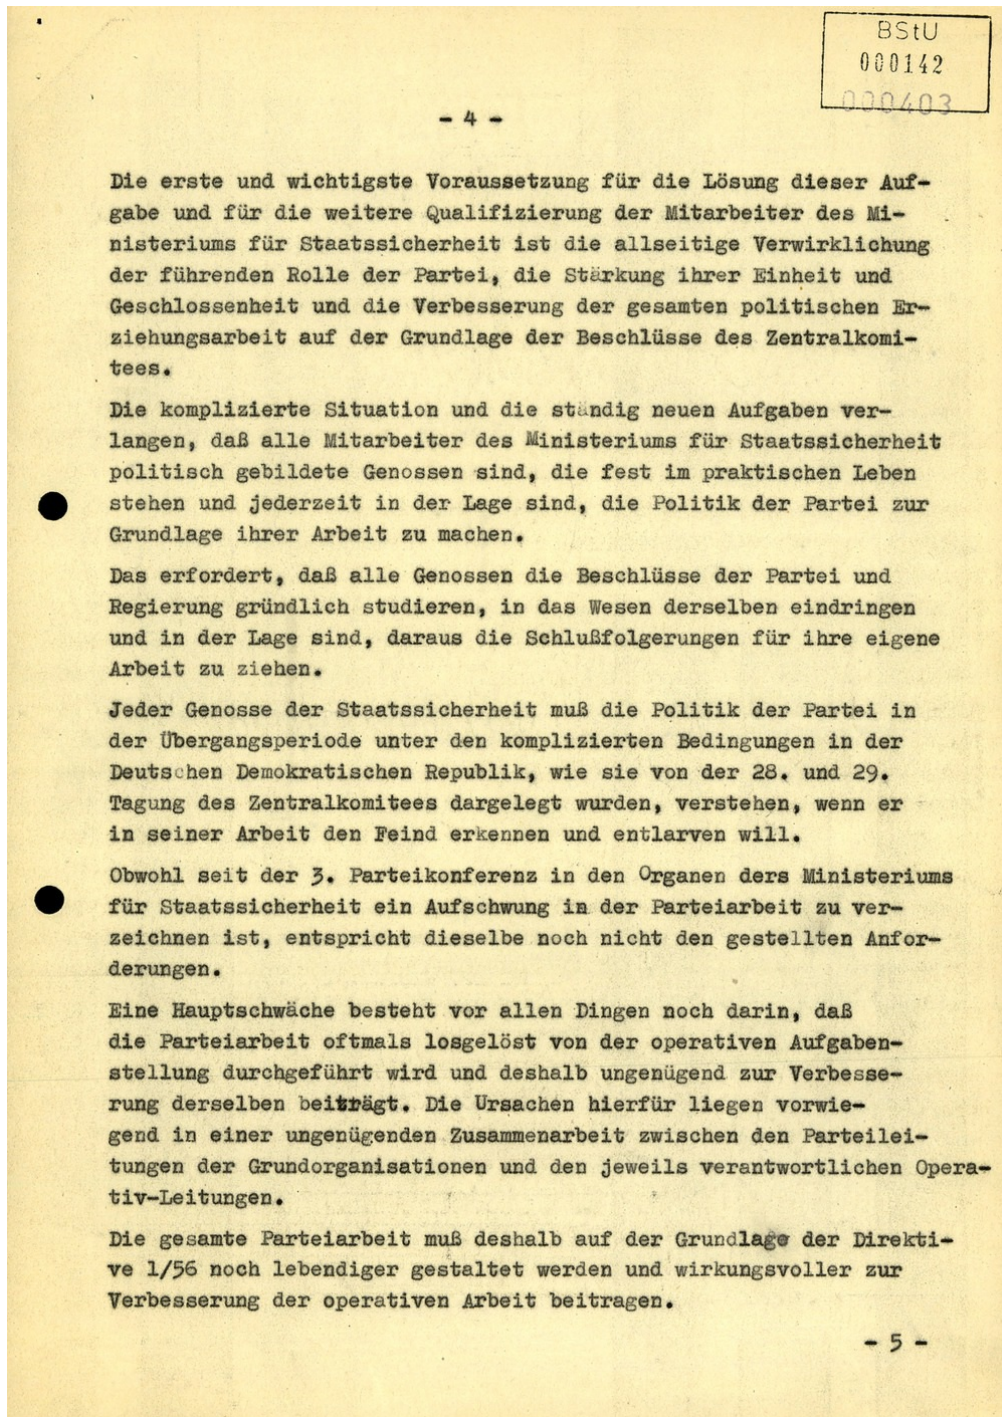 BStU
000142
000403
- 4 -
Die erste und wichtigste Voraussetzung für die Lösung dieser Auf-
gabe und für die weitere Qualifizierung der Mitarbeiter des Mi-
nisteriums für Staatssicherheit ist die allseitige Verwirklichung
der führenden Rolle der Partei, die Stärkung ihrer Einheit und
Geschlossenheit und die Verbesserung der gesamten politischen Er-
ziehungsarbeit auf der Grundlage der Beschlüsse des Zentralkomi-
tees.
Die komplizierte Situation und die ständig neuen Aufgaben ver-
langen, daß alle Mitarbeiter des Ministeriums für Staatssicherheit
politisch gebildete Genossen sind, die fest im praktischen Leben
stehen und jederzeit in der Lage sind, die Politik der Partei zur
Grundlage ihrer Arbeit zu machen.
Das erfordert, daß alle Genossen die Beschlüsse der Partei und
Regierung gründlich studieren, in das Wesen derselben eindringen
und in der Lage sind, daraus die Schlußfolgerungen für ihre eigene
Arbeit zu ziehen.
Jeder Genosse der Staatssicherheit muß die Politik der Partei in
der Übergangsperiode unter den komplizierten Bedingungen in der
Deutschen Demokratischen Republik, wie sie von der 28. und 29.
Tagung des Zentralkomitees dargelegt wurden, verstehen, wenn er
in seiner Arbeit den Feind erkennen und entlarven will.
Obwohl seit der 3. Parteikonferenz in den Organen ders Ministeriums
für Staatssicherheit ein Aufschwung in der Parteiarbeit zu ver-
zeichnen ist, entspricht dieselbe noch nicht den gestellten Anfor-
derungen.
Eine Hauptschwäche besteht vor allen Dingen noch darin, daß
die Parteiarbeit oftmals losgelöst von der operativen Aufgaben-
stellung durchgeführt wird und deshalb ungenügend zur Verbesse-
rung derselben beiträgt. Die Ursachen hierfür liegen vorwie-
gend in einer ungenügenden Zusammenarbeit zwischen den Parteilei-
tungen der Grundorganisationen und den jeweils verantwortlichen Opera-
tiv-Leitungen.
Die gesamte Parteiarbeit muß deshalb auf der Grundlage der Direkti-
ve 1/56 noch lebendiger gestaltet werden und wirkungsvoller zur
Verbesserung der operativen Arbeit beitragen.
- 5 -